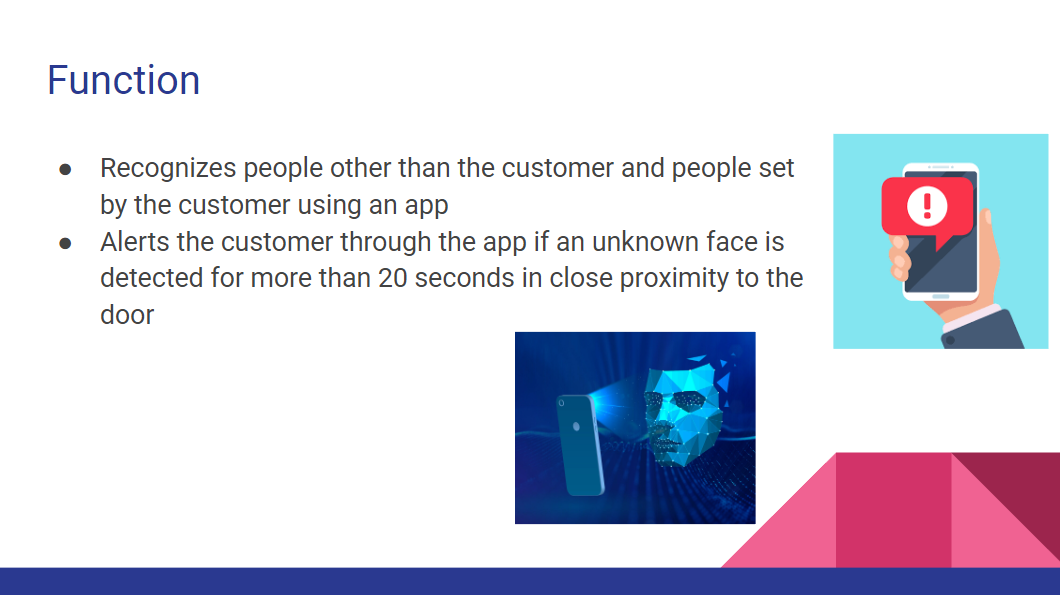 Function
● Recognizes people other than the customer and people set
by the customer using an app
● Alerts the customer through the app if an unknown face is
detected for more than 20 seconds in close proximity to the
door